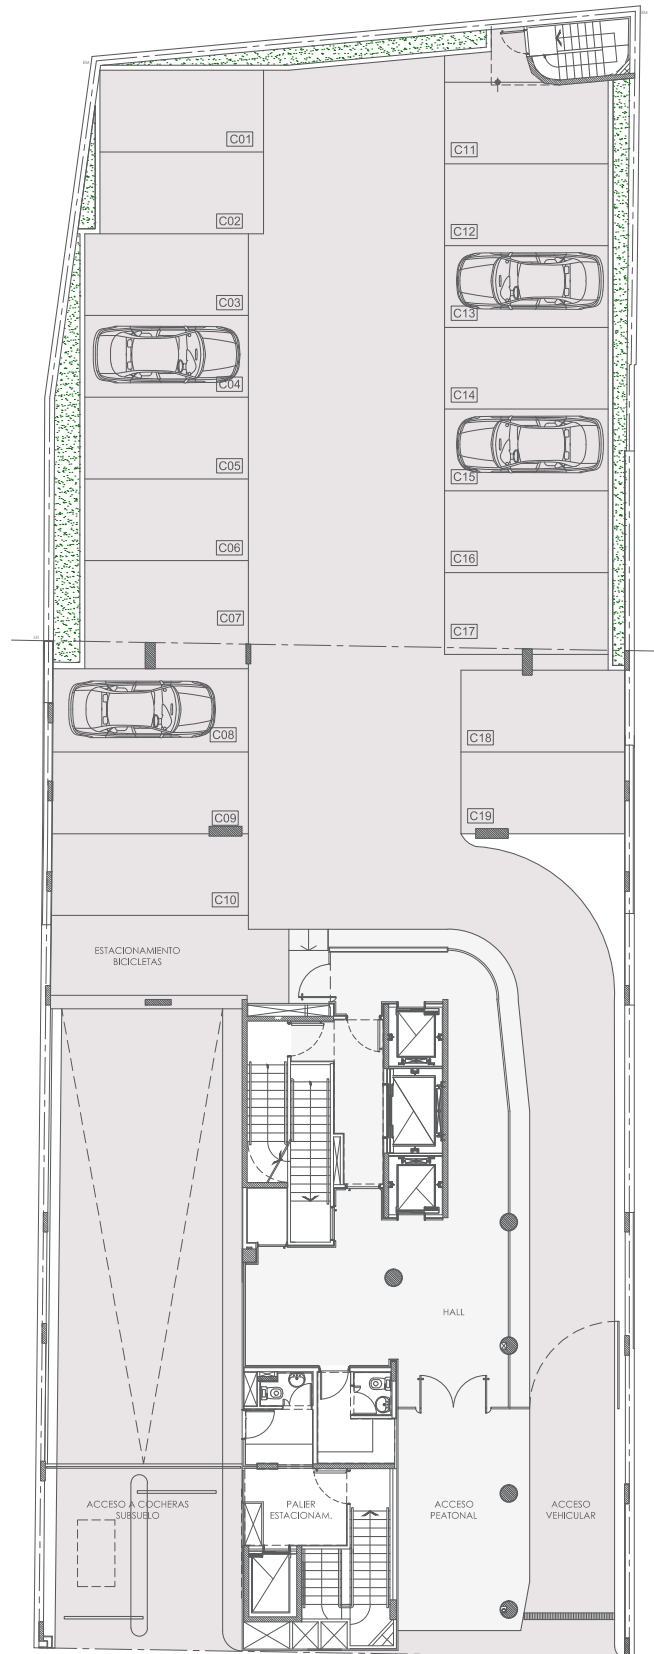 C01
C11
C02
C12
C03
C13
C04
C14
C05
C15
C06
C16
C07
C17
C08
C18
C09
C19
C10
ESTACIONAMIENTO
BICICLETAS
HALL
ACCESO A COCHERAS
SUBSUELO
PALIER
ESTACIONAM.
ACCESO
PEATONAL
ACCESO
VEHICULAR